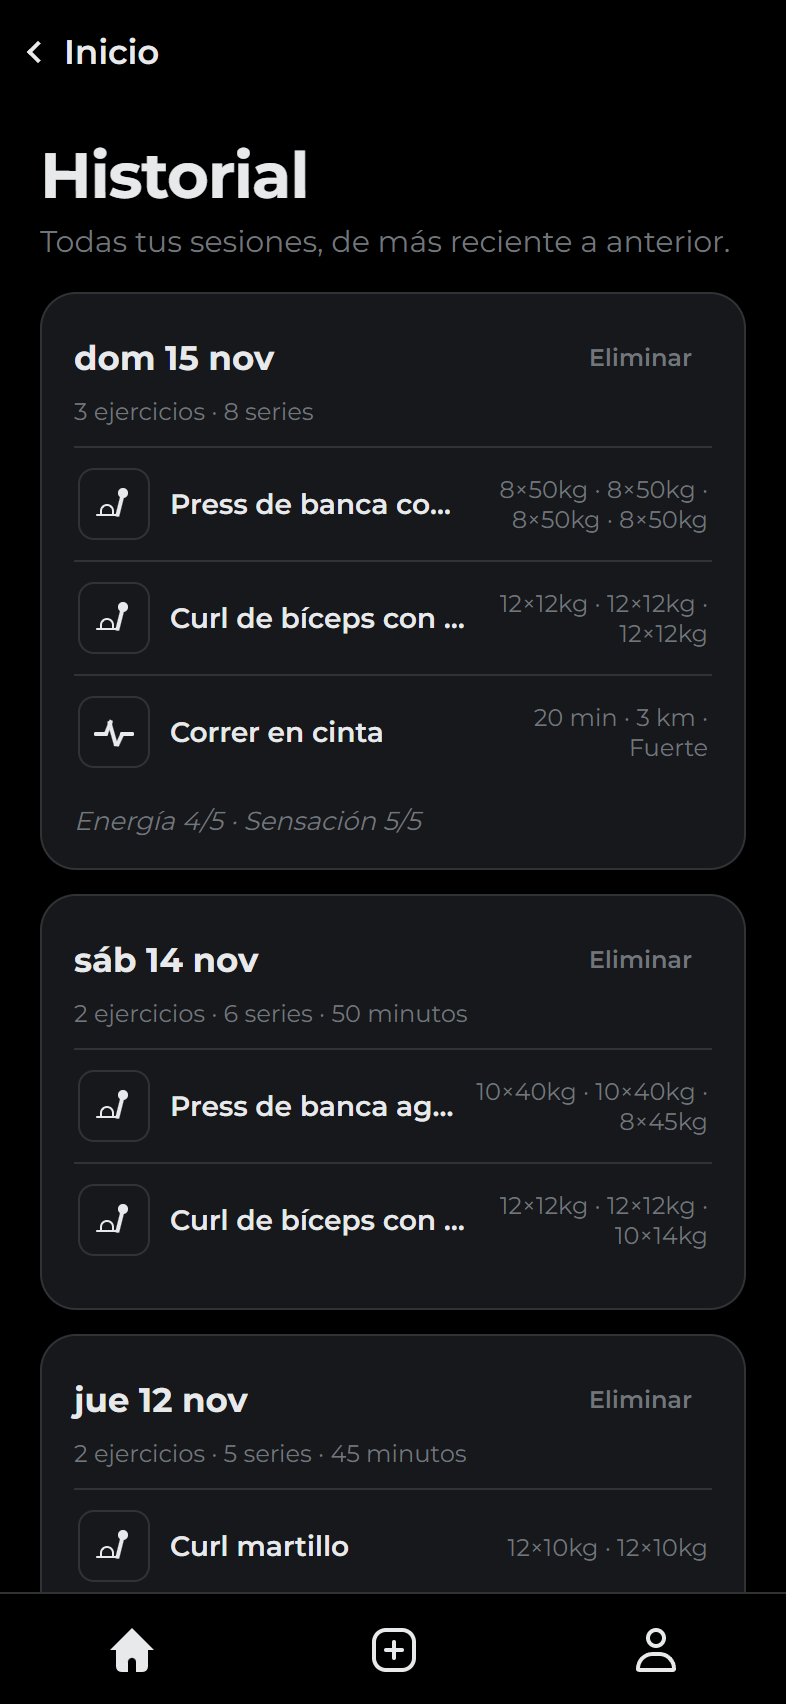 Inicio
Historial
Todas tus sesiones, de más reciente a anterior.
dom 15 nov
Eliminar
3 ejercicios · 8 series
Press de banca co...
8×50kg · 8×50kg ·
8×50kg · 8×50kg
Curl de bíceps con ...
12×12kg · 12×12kg ·
12×12kg
Correr en cinta
20 min · 3 km ·
Fuerte
Energía 4/5 · Sensación 5/5
sáb 14 nov
Eliminar
2 ejercicios · 6 series · 50 minutos
Press de banca ag...
10×40kg · 10×40kg ·
8×45kg
Curl de bíceps con ...
12×12kg · 12×12kg ·
10×14kg
jue 12 nov
Eliminar
2 ejercicios · 5 series · 45 minutos
Curl martillo
12×10kg · 12×10kg